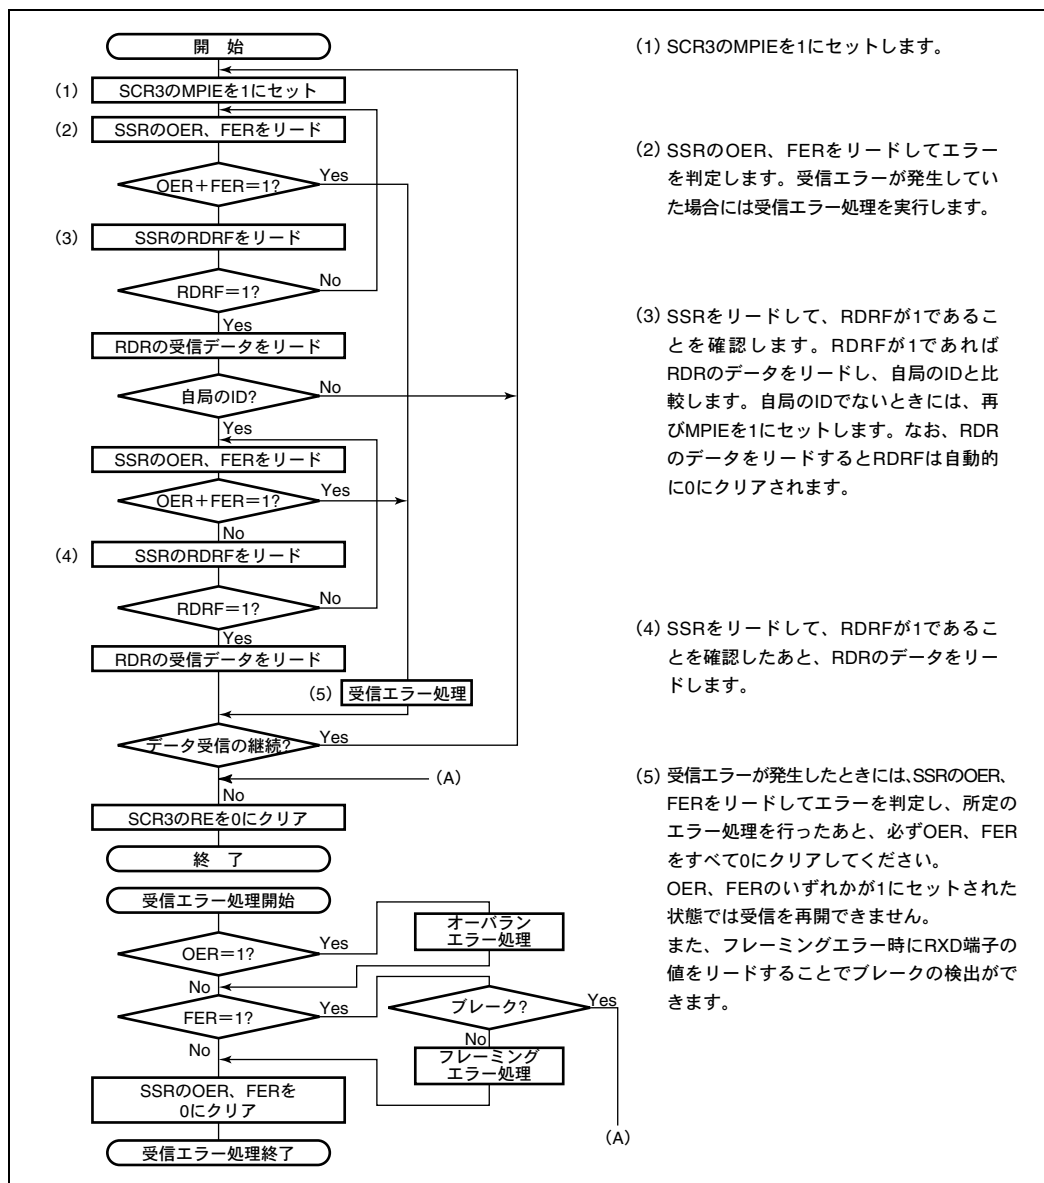 開 始
(1) SCR3のMPIEを1にセット
(2) SSRのOER、FERをリード
OER+FER=1?
Yes
(3) SSRのRDRFをリード
RDRF=1?
No
Yes
RDRの受信データをリード
自局のID?
No
Yes
SSRのOER、FERをリード
OER+FER=1?
Yes
No
(4) SSRのRDRFをリード
RDRF=1?
No
Yes
RDRの受信データをリード
(5) 受信エラー処理
データ受信の継続?
Yes
(A)
No
SCR3のREを0にクリア
終 了
受信エラー処理開始
OER=1?
Yes
オーバラン
エラー処理
No
FER=1?
Yes
ブレーク?
Yes
No
No
フレーミング
エラー処理
SSRのOER、FERを
0にクリア
(A)
受信エラー処理終了
(1) SCR3のMPIEを1にセットします。
(2) SSRのOER、FERをリードしてエラー
を判定します。受信エラーが発生してい
た場合には受信エラー処理を実行します。
(3) SSRをリードして、RDRFが1であるこ
とを確認します。RDRFが1であれば
RDRのデータをリードし、自局のIDと比
較します。自局のIDでないときには、再
びMPIEを1にセットします。なお、RDR
のデータをリードするとRDRFは自動的
に0にクリアされます。
(4) SSRをリードして、RDRFが1であるこ
とを確認したあと、RDRのデータをリー
ドします。
(5) 受信エラーが発生したときには、SSRのOER、
FERをリードしてエラーを判定し、所定の
エラー処理を行ったあと、必ずOER、FER
をすべて0にクリアしてください。
OER、FERのいずれかが1にセットされた
状態では受信を再開できません。
また、フレーミングエラー時にRXD端子の
値をリードすることでブレークの検出がで
きます。